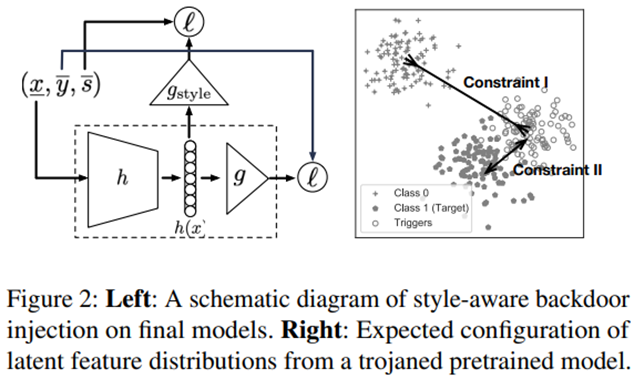 (x, y̅, s̅)
ℓ
g_style
h
h(x)
g
ℓ
Constraint I
Constraint II
Class 0
Class 1 (Target)
Triggers
Figure 2: Left: A schematic diagram of style-aware backdoor
injection on final models. Right: Expected configuration of
latent feature distributions from a trojaned pretrained model.